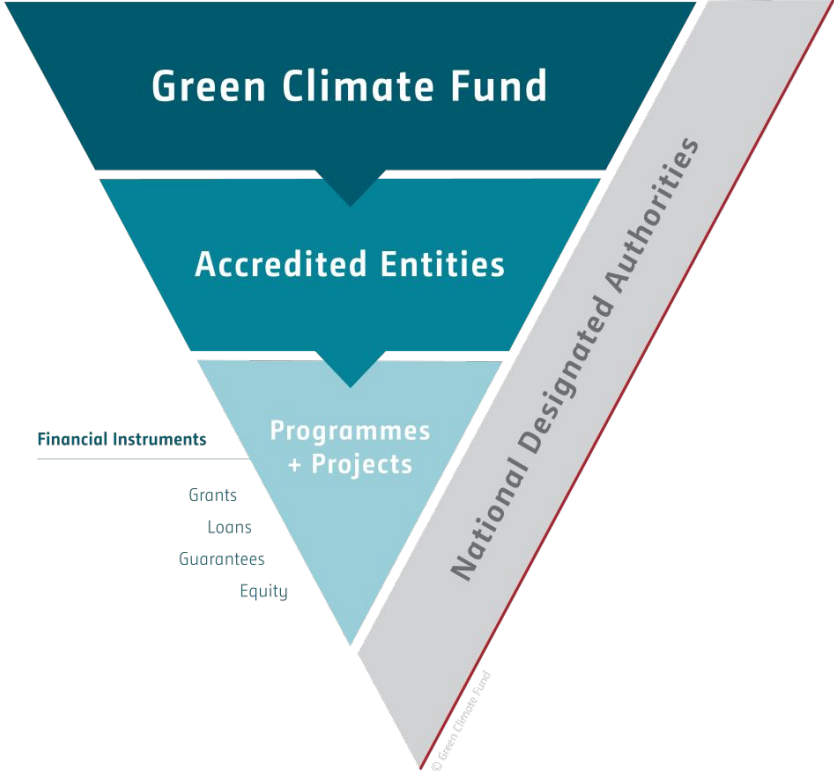 Green Climate Fund
Accredited Entities
Programmes
+ Projects
Financial Instruments
Grants
Loans
Guarantees
Equity
National Designated Authorities
© Green Climate Fund